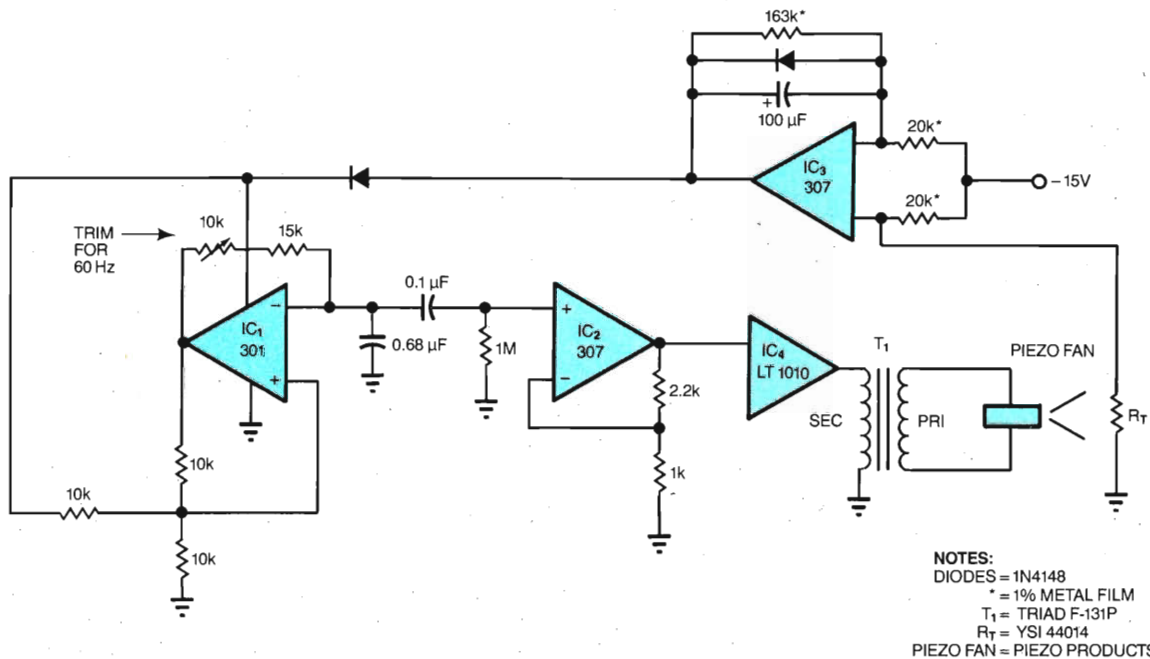 163k*
+
100 µF
20k*
IC3
307
20k*
–15V
TRIM
FOR
60 Hz
10k
15k
0.1 µF
–
IC1
301
+
0.68 µF
1M
+
IC2
307
–
2.2k
1k
IC4
LT 1010
T1
SEC
PRI
PIEZO FAN
RT
10k
10k
10k
NOTES:
DIODES = 1N4148
* = 1% METAL FILM
T1 = TRIAD F-131P
RT = YSI 44014
PIEZO FAN = PIEZO PRODUCTS